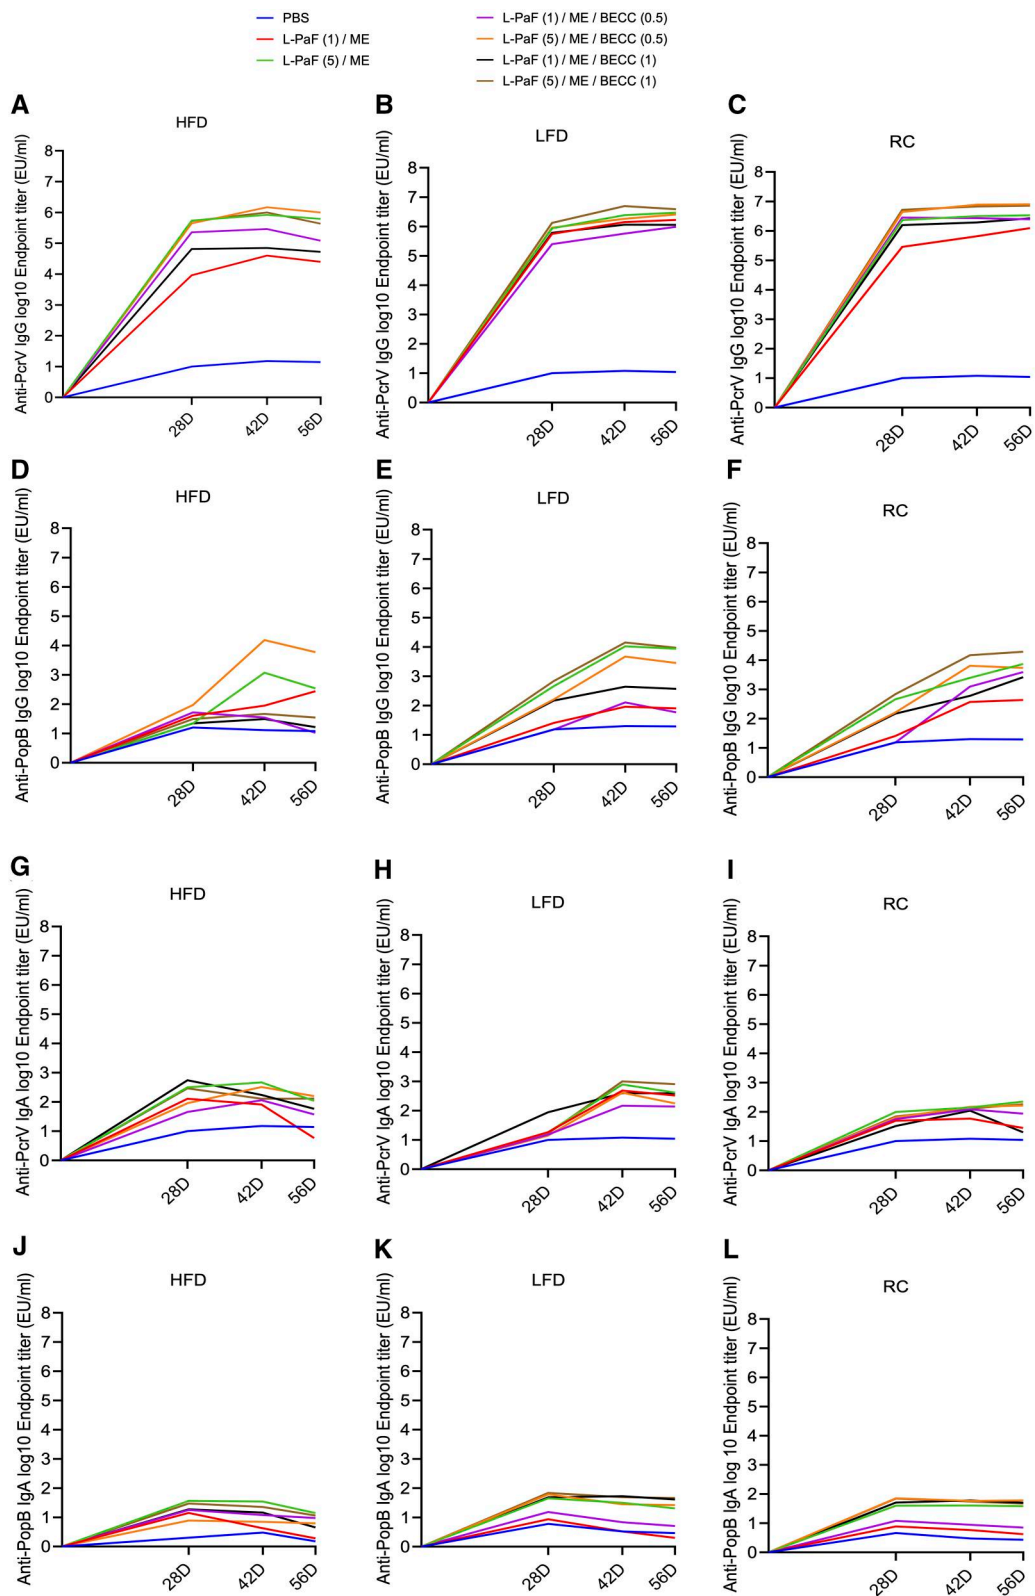 PBS
L-PaF (1) / ME
L-PaF (5) / ME
L-PaF (1) / ME / BECC (0.5)
L-PaF (5) / ME / BECC (0.5)
L-PaF (1) / ME / BECC (1)
L-PaF (5) / ME / BECC (1)
A
HFD
Anti-PcrV IgG log10 Endpoint titer (EU/ml)
8
7
6
5
4
3
2
1
0
28D
42D
56D
B
LFD
Anti-PcrV IgG log10 Endpoint titer (EU/ml)
8
7
6
5
4
3
2
1
0
28D
42D
56D
C
RC
Anti-PcrV IgG log10 Endpoint titer (EU/ml)
8
7
6
5
4
3
2
1
0
28D
42D
56D
D
HFD
Anti-PopB IgG log10 Endpoint titer (EU/ml)
8
7
6
5
4
3
2
1
0
28D
42D
56D
E
LFD
Anti-PopB IgG log10 Endpoint titer (EU/ml)
8
7
6
5
4
3
2
1
0
28D
42D
56D
F
RC
Anti-PopB IgG log10 Endpoint titer (EU/ml)
8
7
6
5
4
3
2
1
0
28D
42D
56D
G
HFD
Anti-PcrV IgA log10 Endpoint titer (EU/ml)
8
7
6
5
4
3
2
1
0
28D
42D
56D
H
LFD
Anti-PcrV IgA log10 Endpoint titer (EU/ml)
8
7
6
5
4
3
2
1
0
28D
42D
56D
I
RC
Anti-PcrV IgA log10 Endpoint titer (EU/ml)
8
7
6
5
4
3
2
1
0
28D
42D
56D
J
HFD
Anti-PopB IgA log10 Endpoint titer (EU/ml)
8
7
6
5
4
3
2
1
0
28D
42D
56D
K
LFD
Anti-PopB IgA log10 Endpoint titer (EU/ml)
8
7
6
5
4
3
2
1
0
28D
42D
56D
L
RC
Anti-PopB IgA log 10 Endpoint titer (EU/ml)
8
7
6
5
4
3
2
1
0
28D
42D
56D